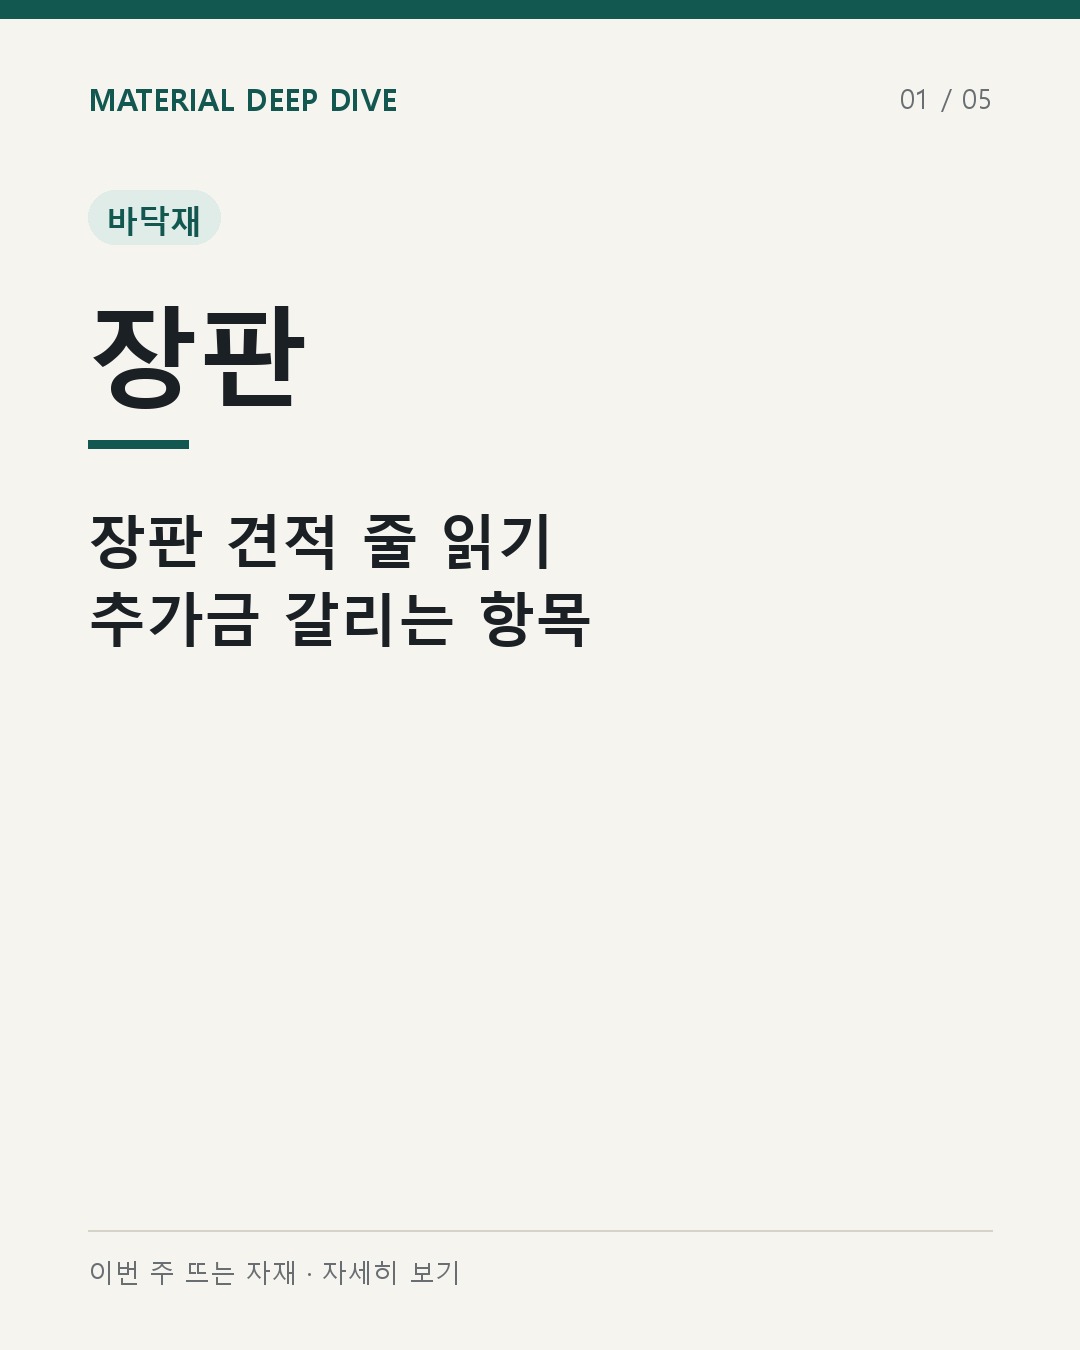 MATERIAL DEEP DIVE
01 / 05
바닥재
장판
장판 견적 줄 읽기
추가금 갈리는 항목
이번 주 뜨는 자재 · 자세히 보기